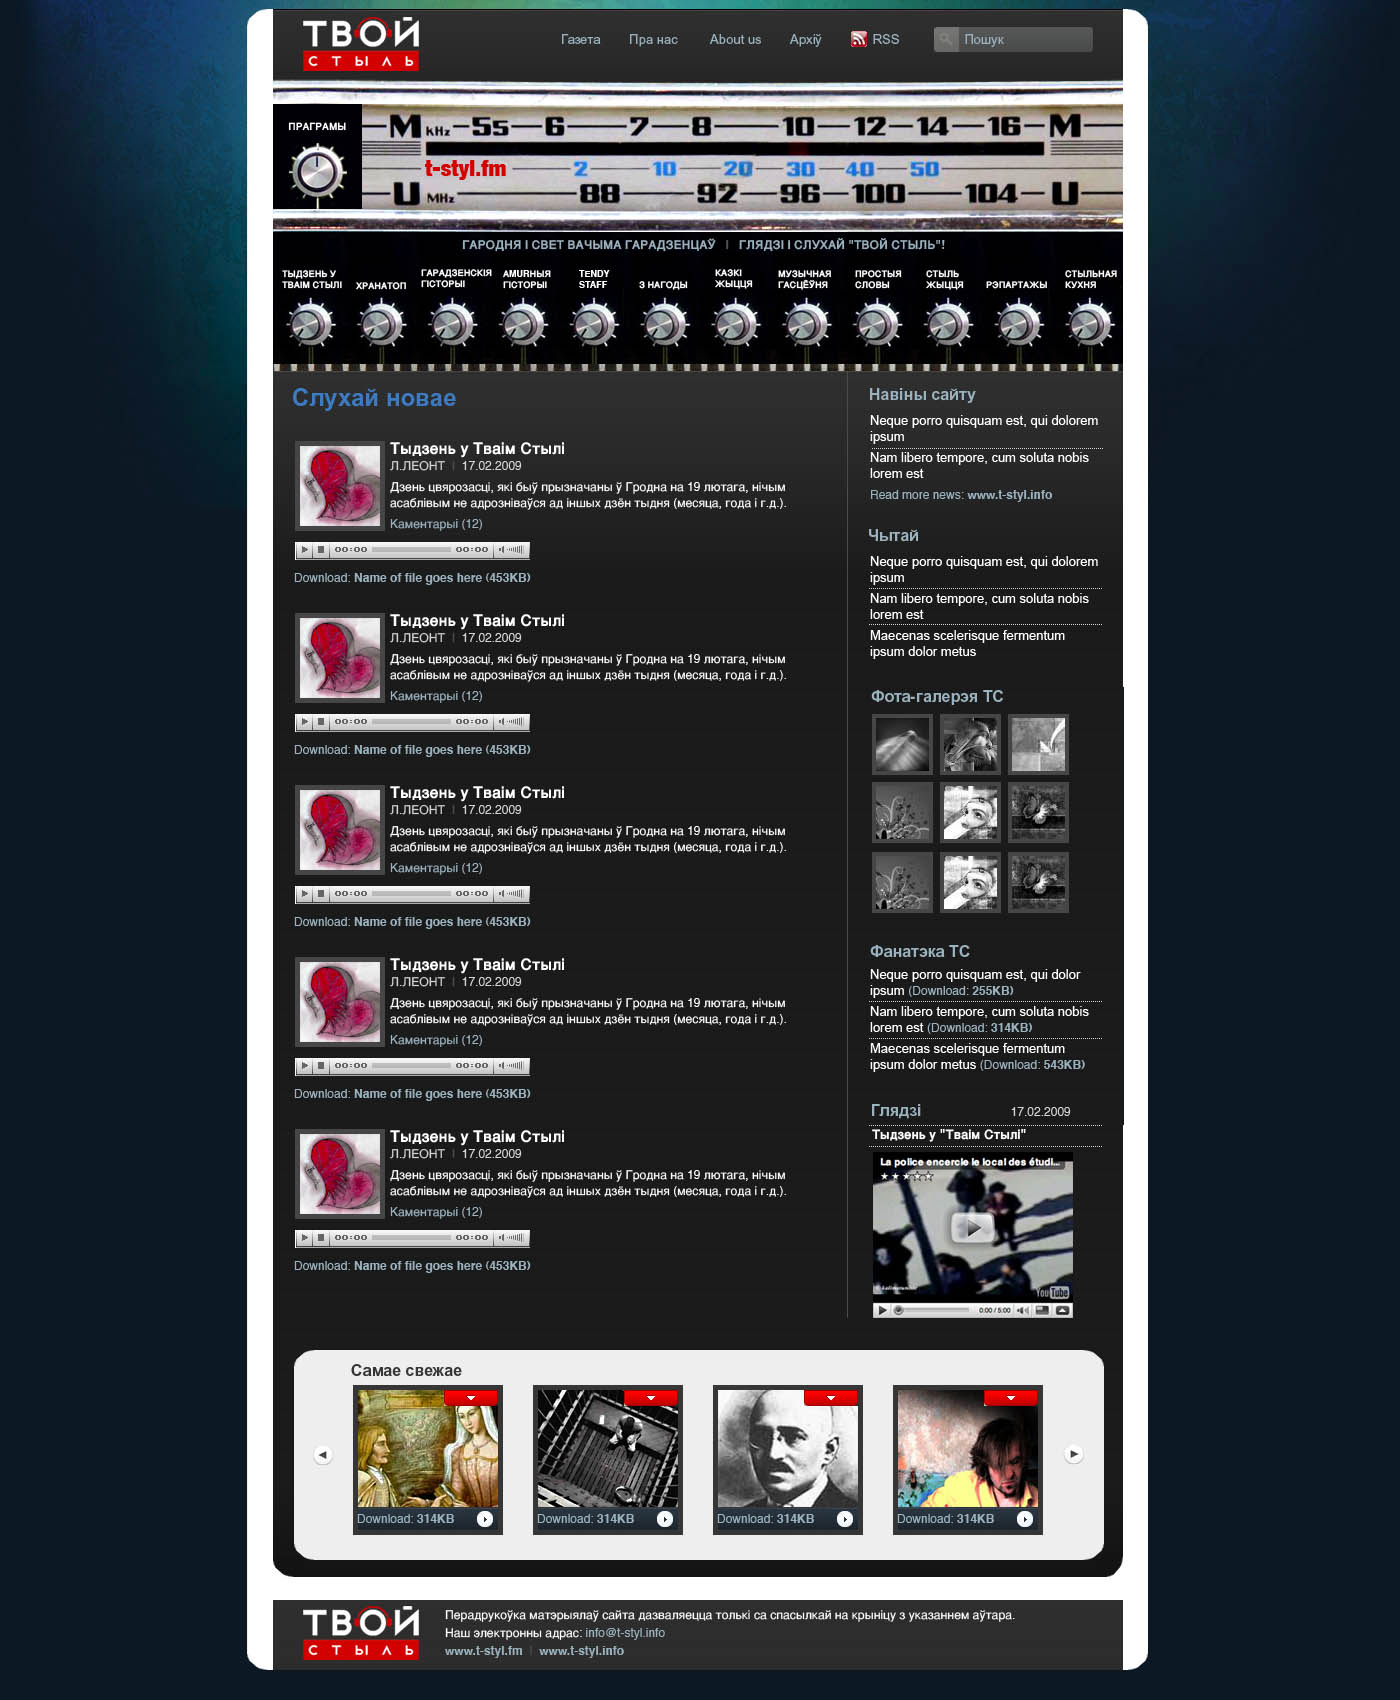 ТВОЙ
СТЫЛЬ
Газета Пра нас About us Архіў RSS Пошук
ПРАГРАМЫ
M kHz 55 6 7 8 10 12 14 16 M
t-styl.fm 2 10 20 30 40 50
U MHz 88 92 96 100 104 U
ГАРОДНЯ І СВЕТ ВАЧЫМА ГАРАДЗЕНЦАЎ | ГЛЯДЗІ І СЛУХАЙ "ТВОЙ СТЫЛЬ"!
ТЫДЗЕНЬ У
ТВАІМ СТЫЛІ
ХРАНАТОП
ГАРАДЗЕНСКІЯ
ГІСТОРЫІ
AMURНЫЯ
ГІСТОРЫІ
TENDY
STAFF
З НАГОДЫ
КАЗКІ
ЖЫЦЦЯ
МУЗЫЧНАЯ
ГАСЦЁЎНЯ
ПРОСТЫЯ
СЛОВЫ
СТЫЛЬ
ЖЫЦЦЯ
РЭПАРТАЖЫ
СТЫЛЬНАЯ
КУХНЯ
Слухай новае
Тыдзень у Тваім Стылі
Л.ЛЕОНТ | 17.02.2009
Дзень цвярозасці, які быў прызначаны ў Гродна на 19 лютага, нічым
асаблівым не адрозніваўся ад іншых дзён тыдня (месяца, года і г.д.).
Каментарыі (12)
00:00 00:00
Download: Name of file goes here (453KB)
Тыдзень у Тваім Стылі
Л.ЛЕОНТ | 17.02.2009
Дзень цвярозасці, які быў прызначаны ў Гродна на 19 лютага, нічым
асаблівым не адрозніваўся ад іншых дзён тыдня (месяца, года і г.д.).
Каментарыі (12)
00:00 00:00
Download: Name of file goes here (453KB)
Тыдзень у Тваім Стылі
Л.ЛЕОНТ | 17.02.2009
Дзень цвярозасці, які быў прызначаны ў Гродна на 19 лютага, нічым
асаблівым не адрозніваўся ад іншых дзён тыдня (месяца, года і г.д.).
Каментарыі (12)
00:00 00:00
Download: Name of file goes here (453KB)
Тыдзень у Тваім Стылі
Л.ЛЕОНТ | 17.02.2009
Дзень цвярозасці, які быў прызначаны ў Гродна на 19 лютага, нічым
асаблівым не адрозніваўся ад іншых дзён тыдня (месяца, года і г.д.).
Каментарыі (12)
00:00 00:00
Download: Name of file goes here (453KB)
Тыдзень у Тваім Стылі
Л.ЛЕОНТ | 17.02.2009
Дзень цвярозасці, які быў прызначаны ў Гродна на 19 лютага, нічым
асаблівым не адрозніваўся ад іншых дзён тыдня (месяца, года і г.д.).
Каментарыі (12)
00:00 00:00
Download: Name of file goes here (453KB)
Навіны сайту
Neque porro quisquam est, qui dolorem
ipsum
Nam libero tempore, cum soluta nobis
lorem est
Read more news: www.t-styl.info
Чытай
Neque porro quisquam est, qui dolorem
ipsum
Nam libero tempore, cum soluta nobis
lorem est
Maecenas scelerisque fermentum
ipsum dolor metus
Фота-галерэя ТС
Фанатэка ТС
Neque porro quisquam est, qui dolor
ipsum (Download: 255KB)
Nam libero tempore, cum soluta nobis
lorem est (Download: 314KB)
Maecenas scelerisque fermentum
ipsum dolor metus (Download: 543KB)
Глядзі 17.02.2009
Тыдзень у "Тваім Стылі"
La police encercle le local des étudi...
YouTube
0:00 / 5:00
Самае свежае
Download: 314KB
Download: 314KB
Download: 314KB
Download: 314KB
ТВОЙ
СТЫЛЬ
Перадрукоўка матэрыялаў сайта дазваляецца толькі са спасылкай на крыніцу з указаннем аўтара.
Наш электронны адрас: info@t-styl.info
www.t-styl.fm | www.t-styl.info